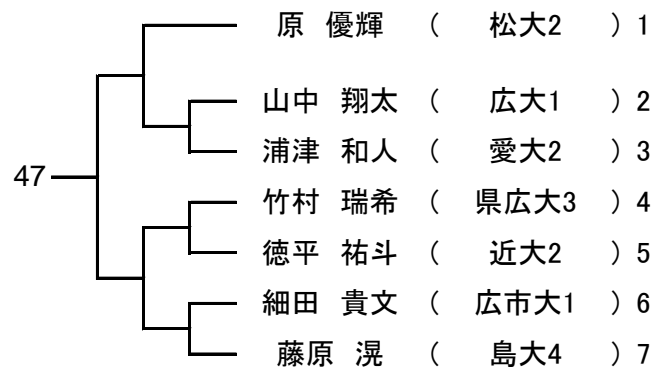 原 優輝 ( 松大2 ) 1
山中 翔太 ( 広大1 ) 2
浦津 和人 ( 愛大2 ) 3
47
竹村 瑞希 ( 県広大3 ) 4
徳平 祐斗 ( 近大2 ) 5
細田 貴文 ( 広市大1 ) 6
藤原 滉 ( 島大4 ) 7